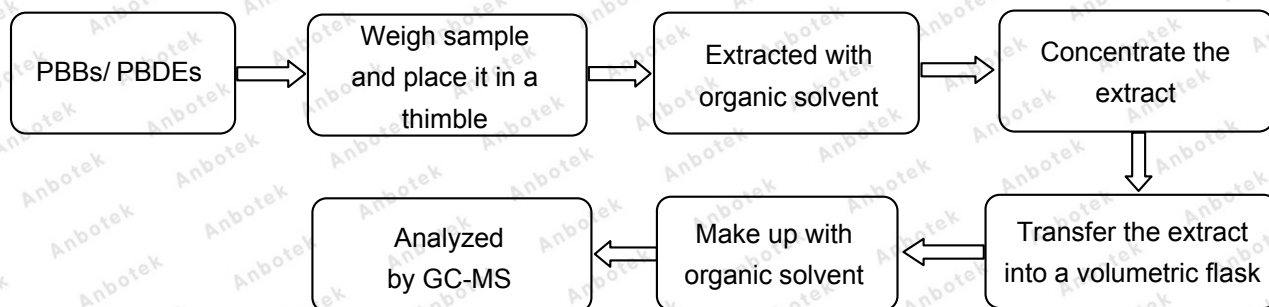 PBBs/ PBDEs
Weigh sample
and place it in a
thimble
Extracted with
organic solvent
Concentrate the
extract
Transfer the extract
into a volumetric flask
Make up with
organic solvent
Analyzed
by GC-MS
Anbotek